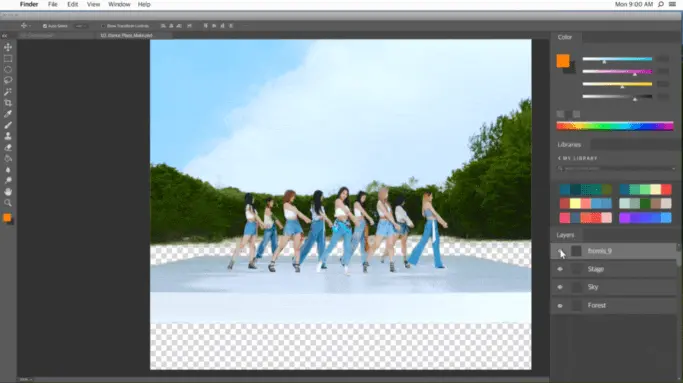 Finder File Edit View Window Help
Mon 9:00 AM
Color
Libraries
MY LIBRARY
Layers
fromis_9
Stage
Sky
Forest